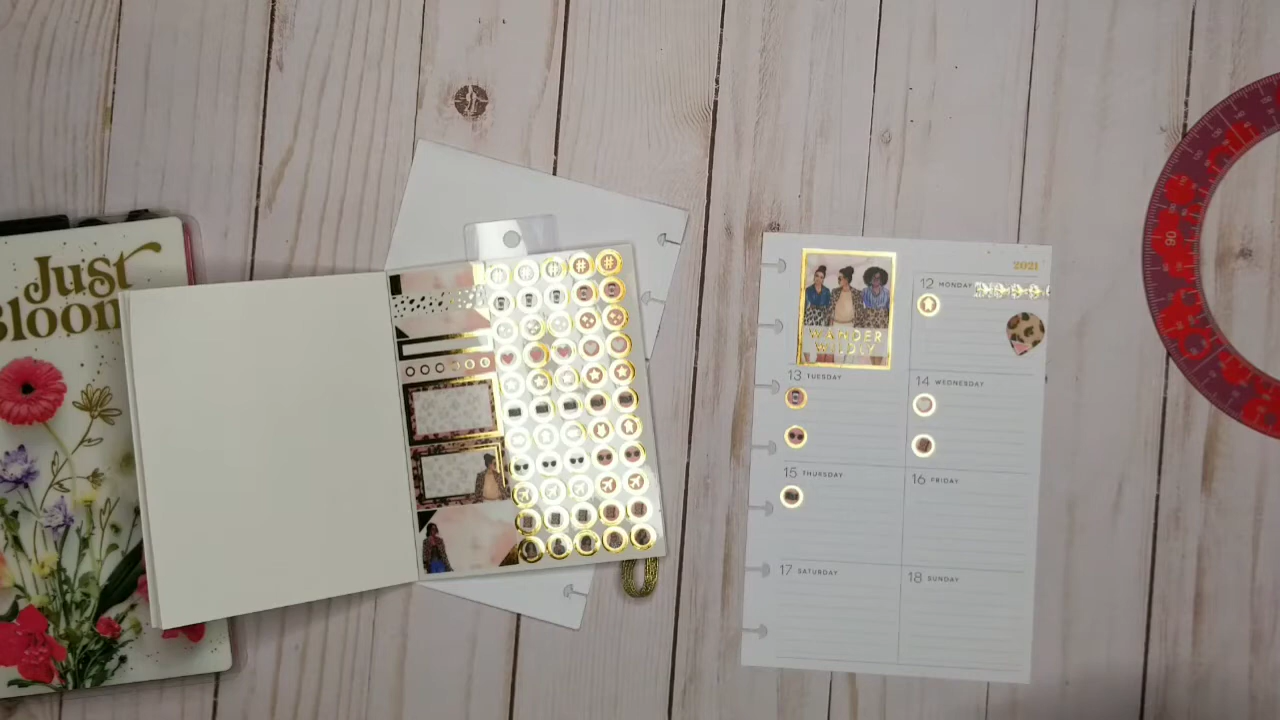 Just
Bloom
2021
WANDER
WILDLY
12 MONDAY
13 TUESDAY
14 WEDNESDAY
15 THURSDAY
16 FRIDAY
17 SATURDAY
18 SUNDAY
90